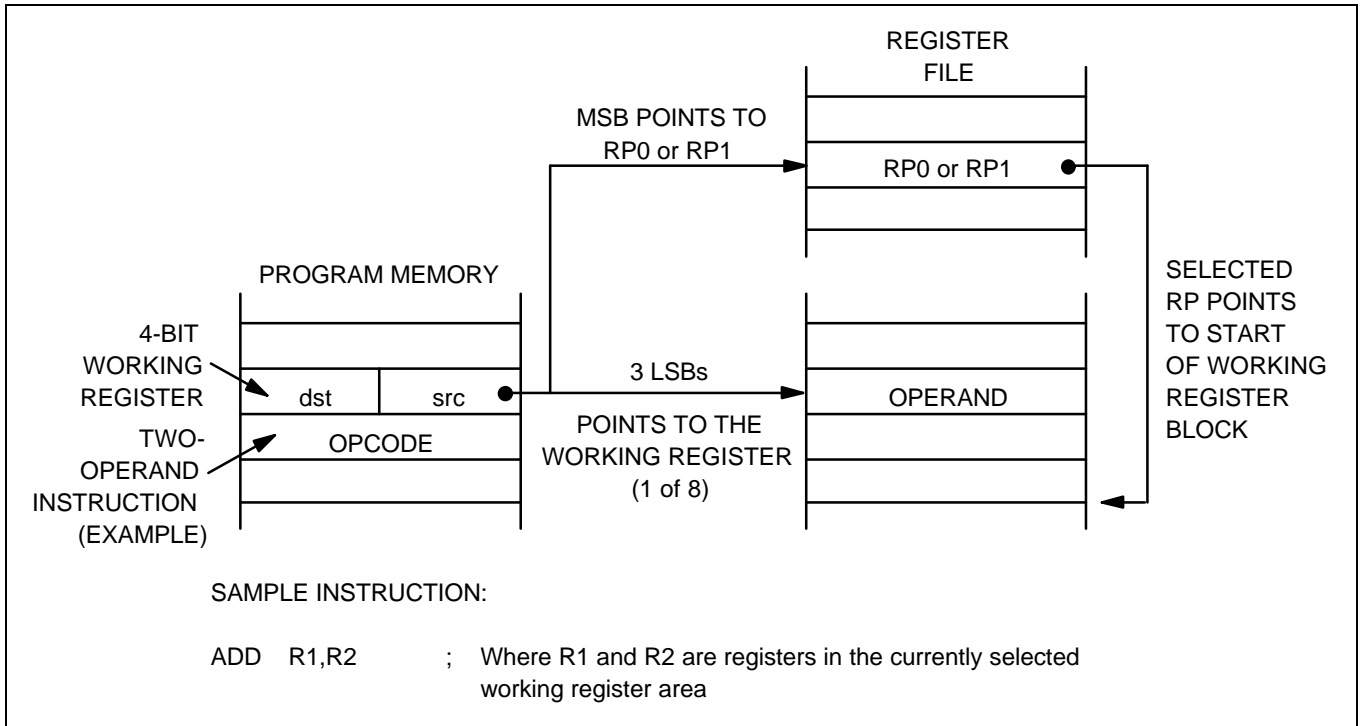 REGISTER
FILE
MSB POINTS TO
RP0 or RP1
RP0 or RP1
PROGRAM MEMORY
SELECTED
RP POINTS
TO START
OF WORKING
REGISTER
BLOCK
4-BIT
WORKING
REGISTER
dst src
3 LSBs
OPERAND
POINTS TO THE
WORKING REGISTER
(1 of 8)
TWO-
OPERAND
INSTRUCTION
(EXAMPLE)
OPCODE
SAMPLE INSTRUCTION:
ADD R1,R2 ; Where R1 and R2 are registers in the currently selected
working register area